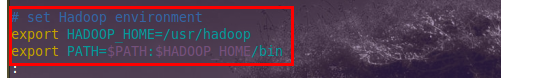 # set Hadoop environment
export HADOOP_HOME=/usr/hadoop
export PATH=$PATH:$HADOOP_HOME/bin
: